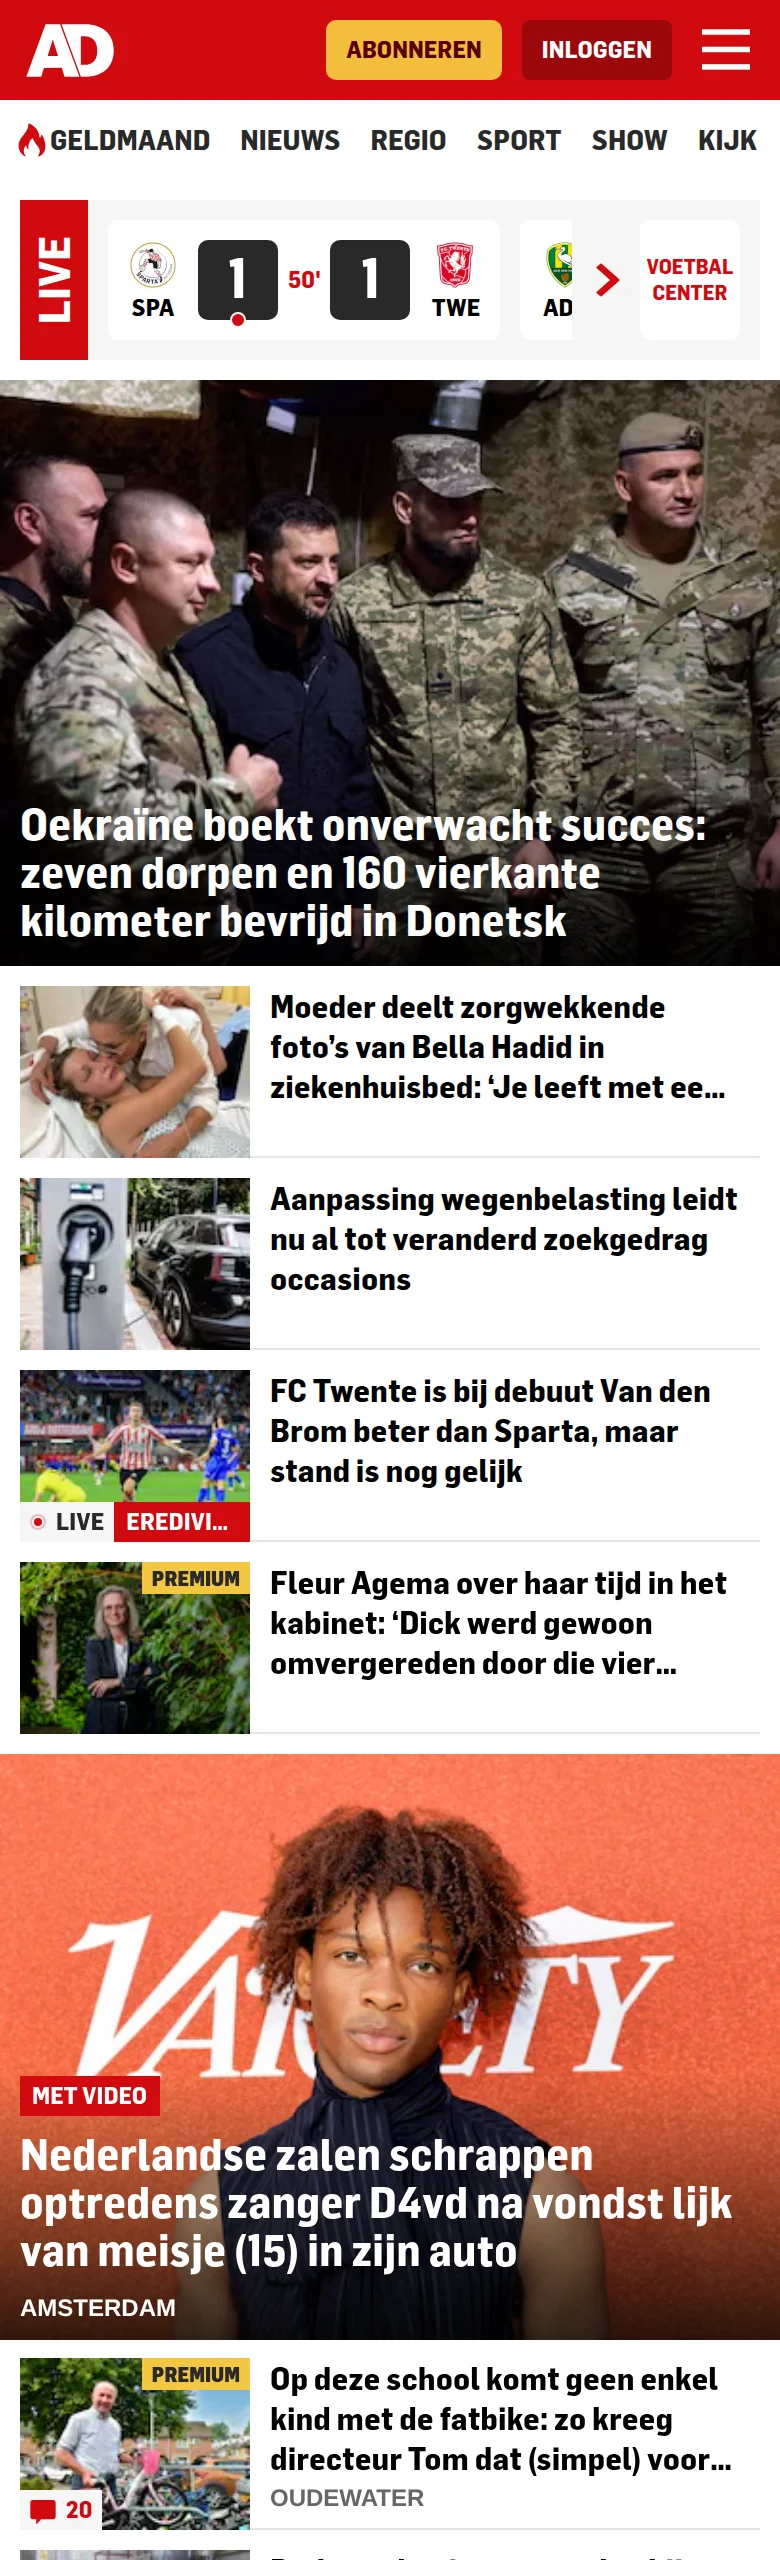 AD
ABONNEREN
INLOGGEN
GELDMAAND NIEUWS REGIO SPORT SHOW KIJK
LIVE
SPA
1
50'
1
TWE
AD
VOETBAL
CENTER
Oekraïne boekt onverwacht succes:
zeven dorpen en 160 vierkante
kilometer bevrijd in Donetsk
Moeder deelt zorgwekkende
foto’s van Bella Hadid in
ziekenhuisbed: ‘Je leeft met ee...
Aanpassing wegenbelasting leidt
nu al tot veranderd zoekgedrag
occasions
FC Twente is bij debuut Van den
Brom beter dan Sparta, maar
stand is nog gelijk
LIVE
EREDIVI...
PREMIUM
Fleur Agema over haar tijd in het
kabinet: ‘Dick werd gewoon
omvergereden door die vier...
VARIETY
MET VIDEO
Nederlandse zalen schrappen
optredens zanger D4vd na vondst lijk
van meisje (15) in zijn auto
AMSTERDAM
PREMIUM
20
Op deze school komt geen enkel
kind met de fatbike: zo kreeg
directeur Tom dat (simpel) voor...
OUDEWATER